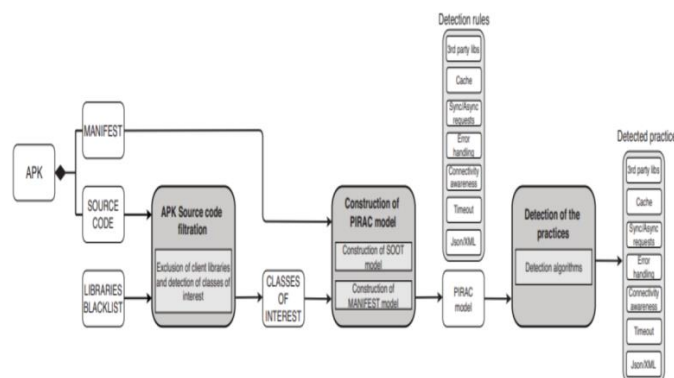 Detection rules
3rd party libs
Cache
Sync/Async
requests
Error
handling
Connectivity
awareness
Timeout
Json/XML
MANIFEST
APK
SOURCE
CODE
LIBRARIES
BLACKLIST
APK Source code
filtration
Exclusion of client libraries
and detection of classes of
interest
CLASSES
OF
INTEREST
Construction of
PIRAC model
Construction of SOOT
model
Construction of
MANIFEST model
PIRAC
model
Detection of the
practices
Detection algorithms
Detected practice
3rd party libs
Cache
Sync/Async
requests
Error
handling
Connectivity
awareness
Timeout
Json/XML